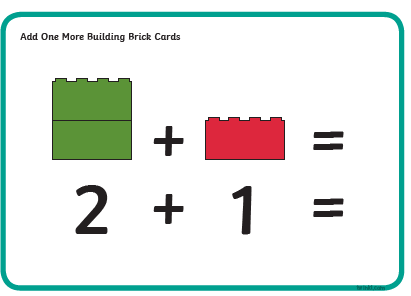 Add One More Building Brick Cards
+ =
2 + 1 =